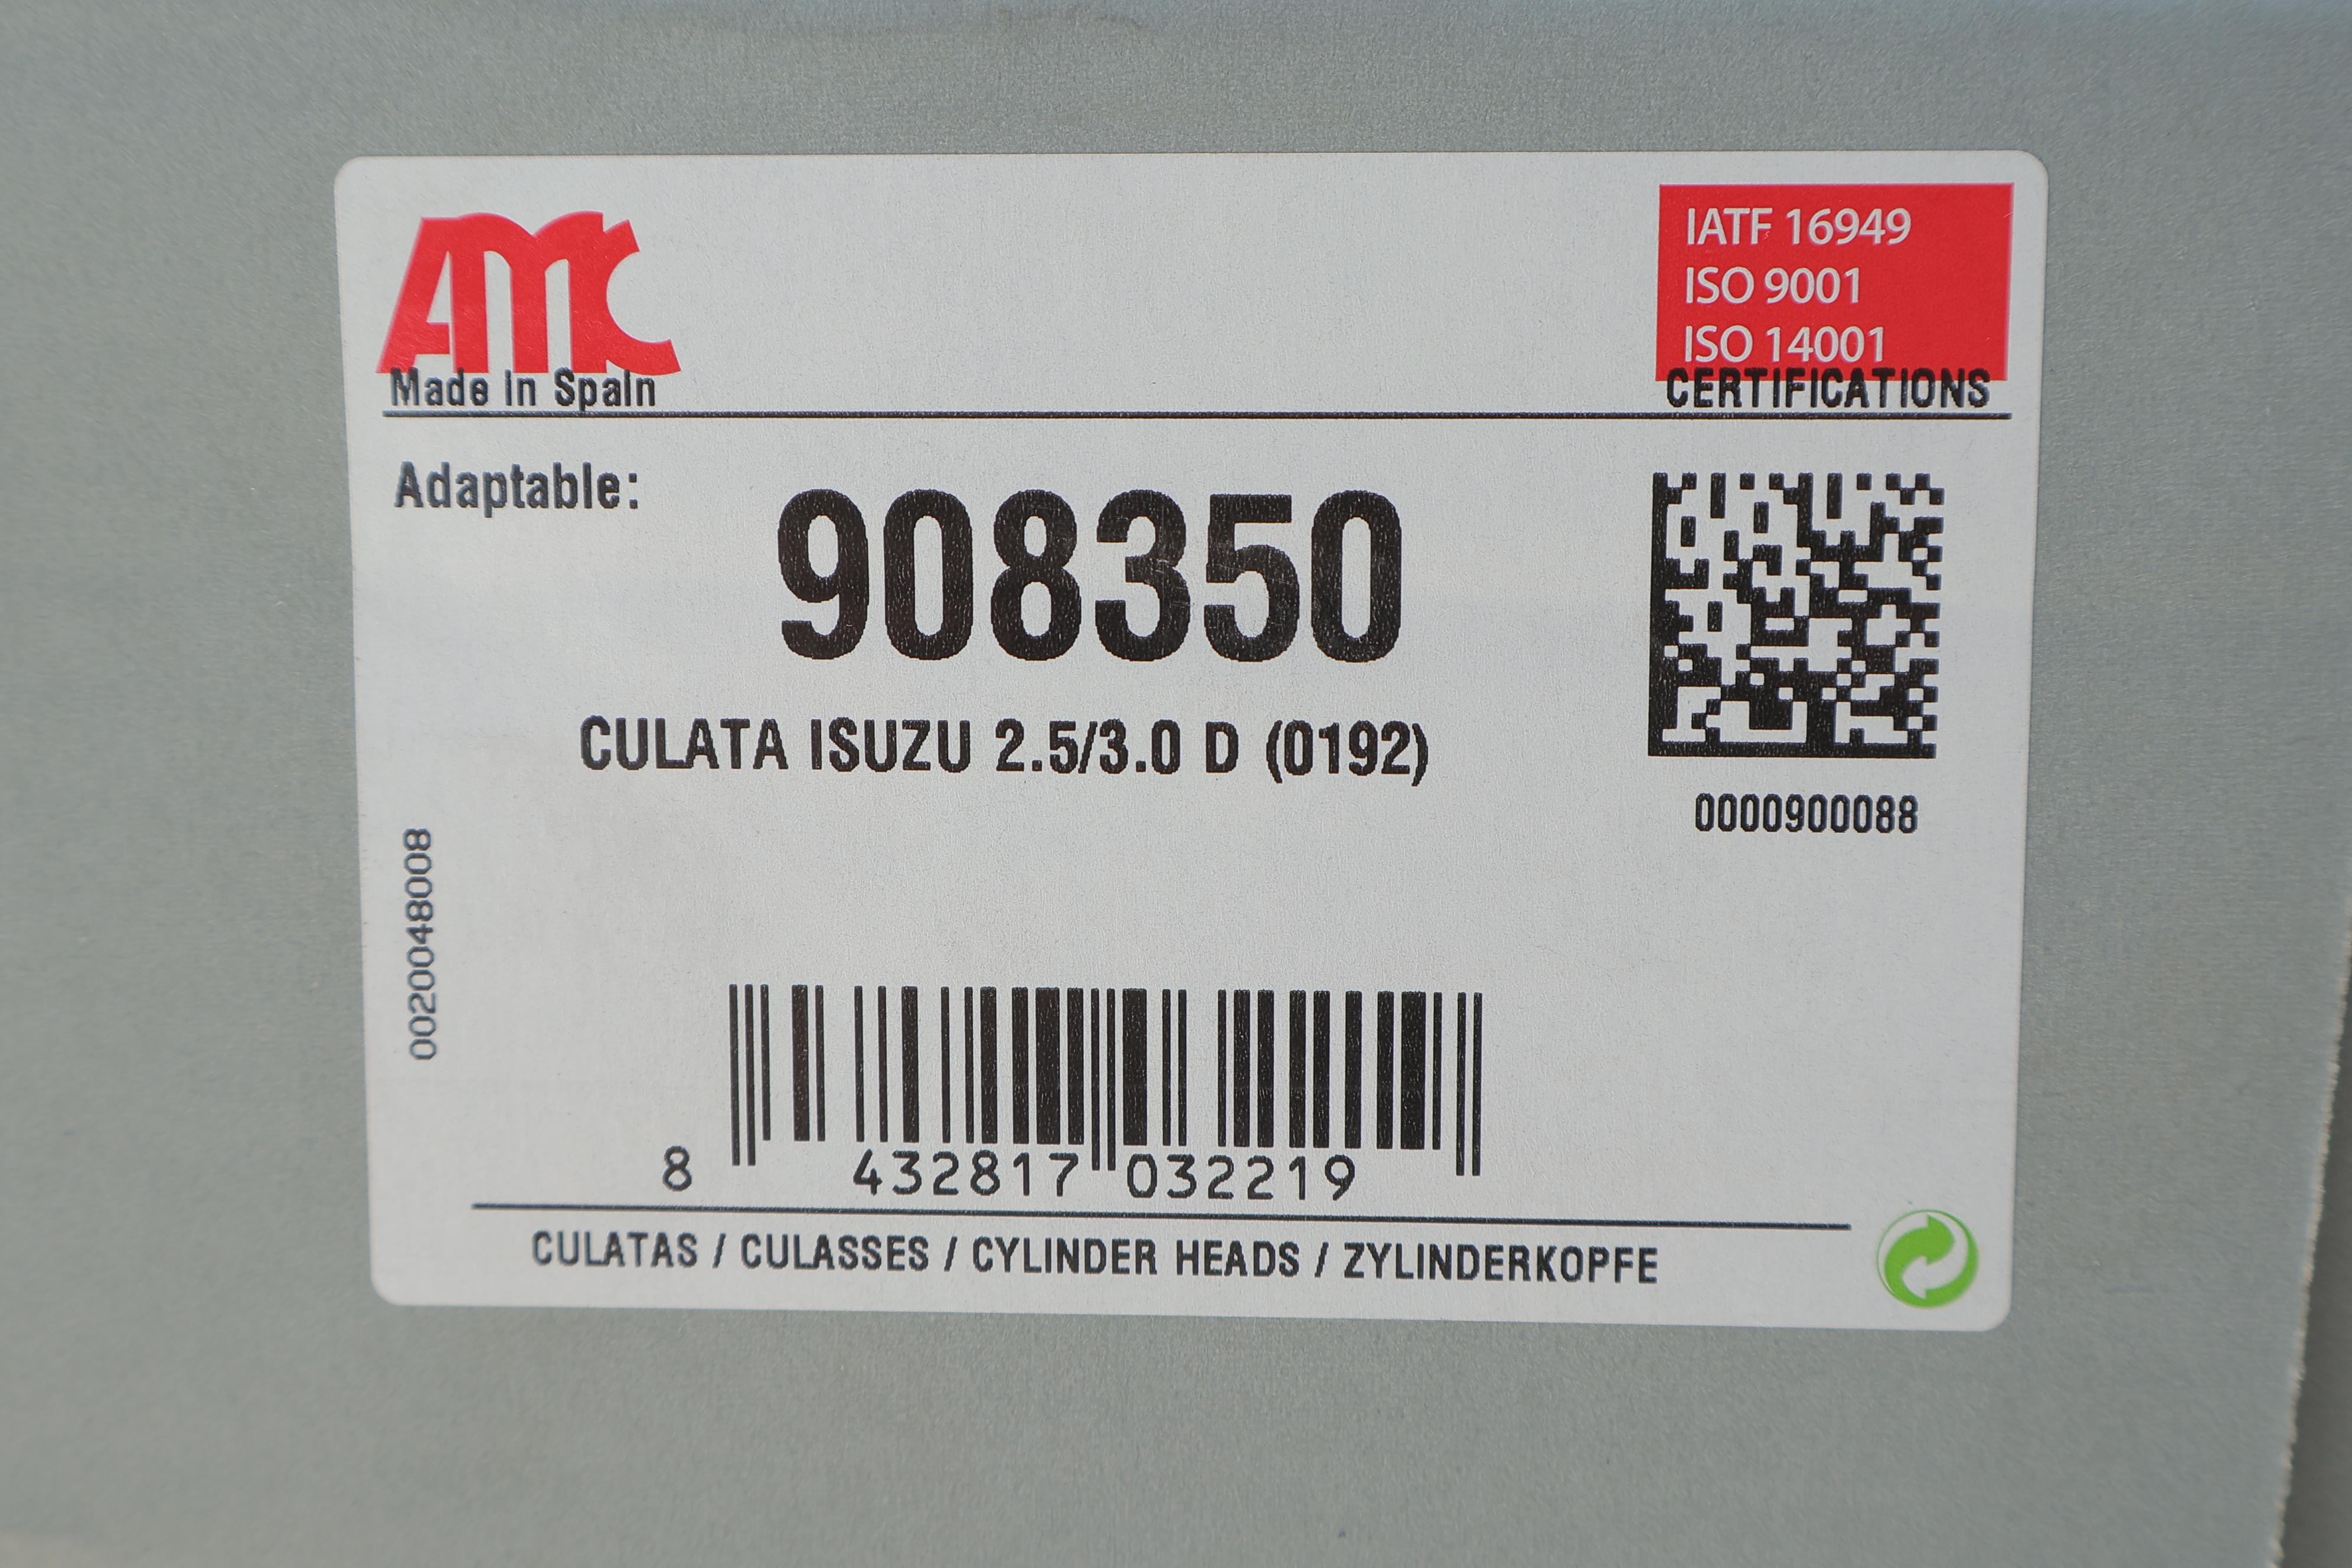 AMC
Made in Spain
IATF 16949
ISO 9001
ISO 14001
CERTIFICATIONS
Adaptable:
908350
CULATA ISUZU 2.5/3.0 D (0192)
0000900088
0020048008
8 432817 032219
CULATAS / CULASSES / CYLINDER HEADS / ZYLINDERKOPFE